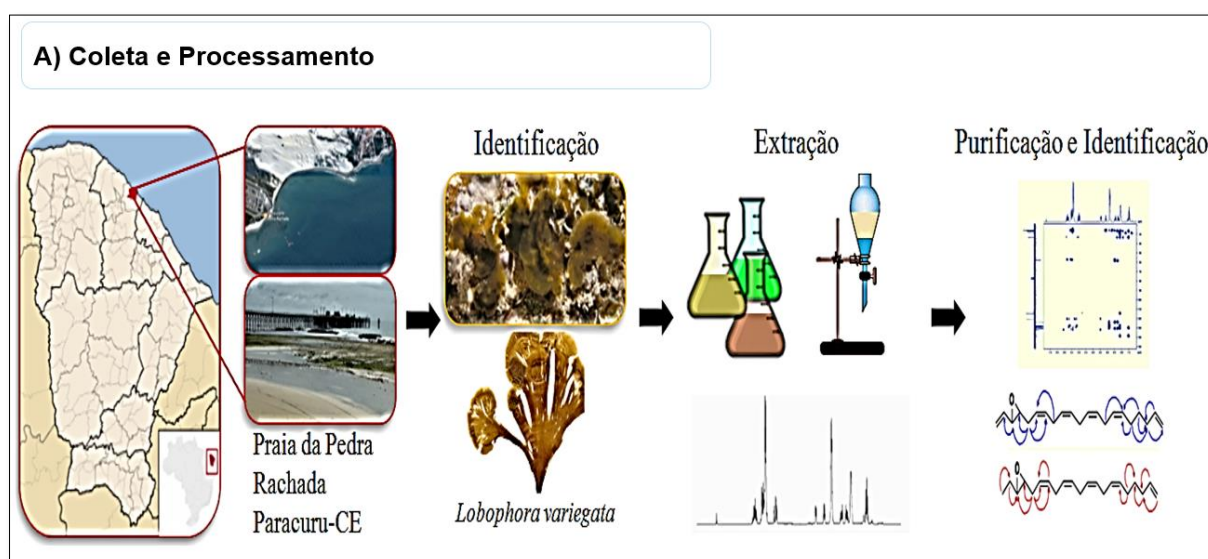 A) Coleta e Processamento
Identificação
Extração
Purificação e Identificação
Praia da Pedra
Rachada
Paracuru-CE
Lobophora variegata